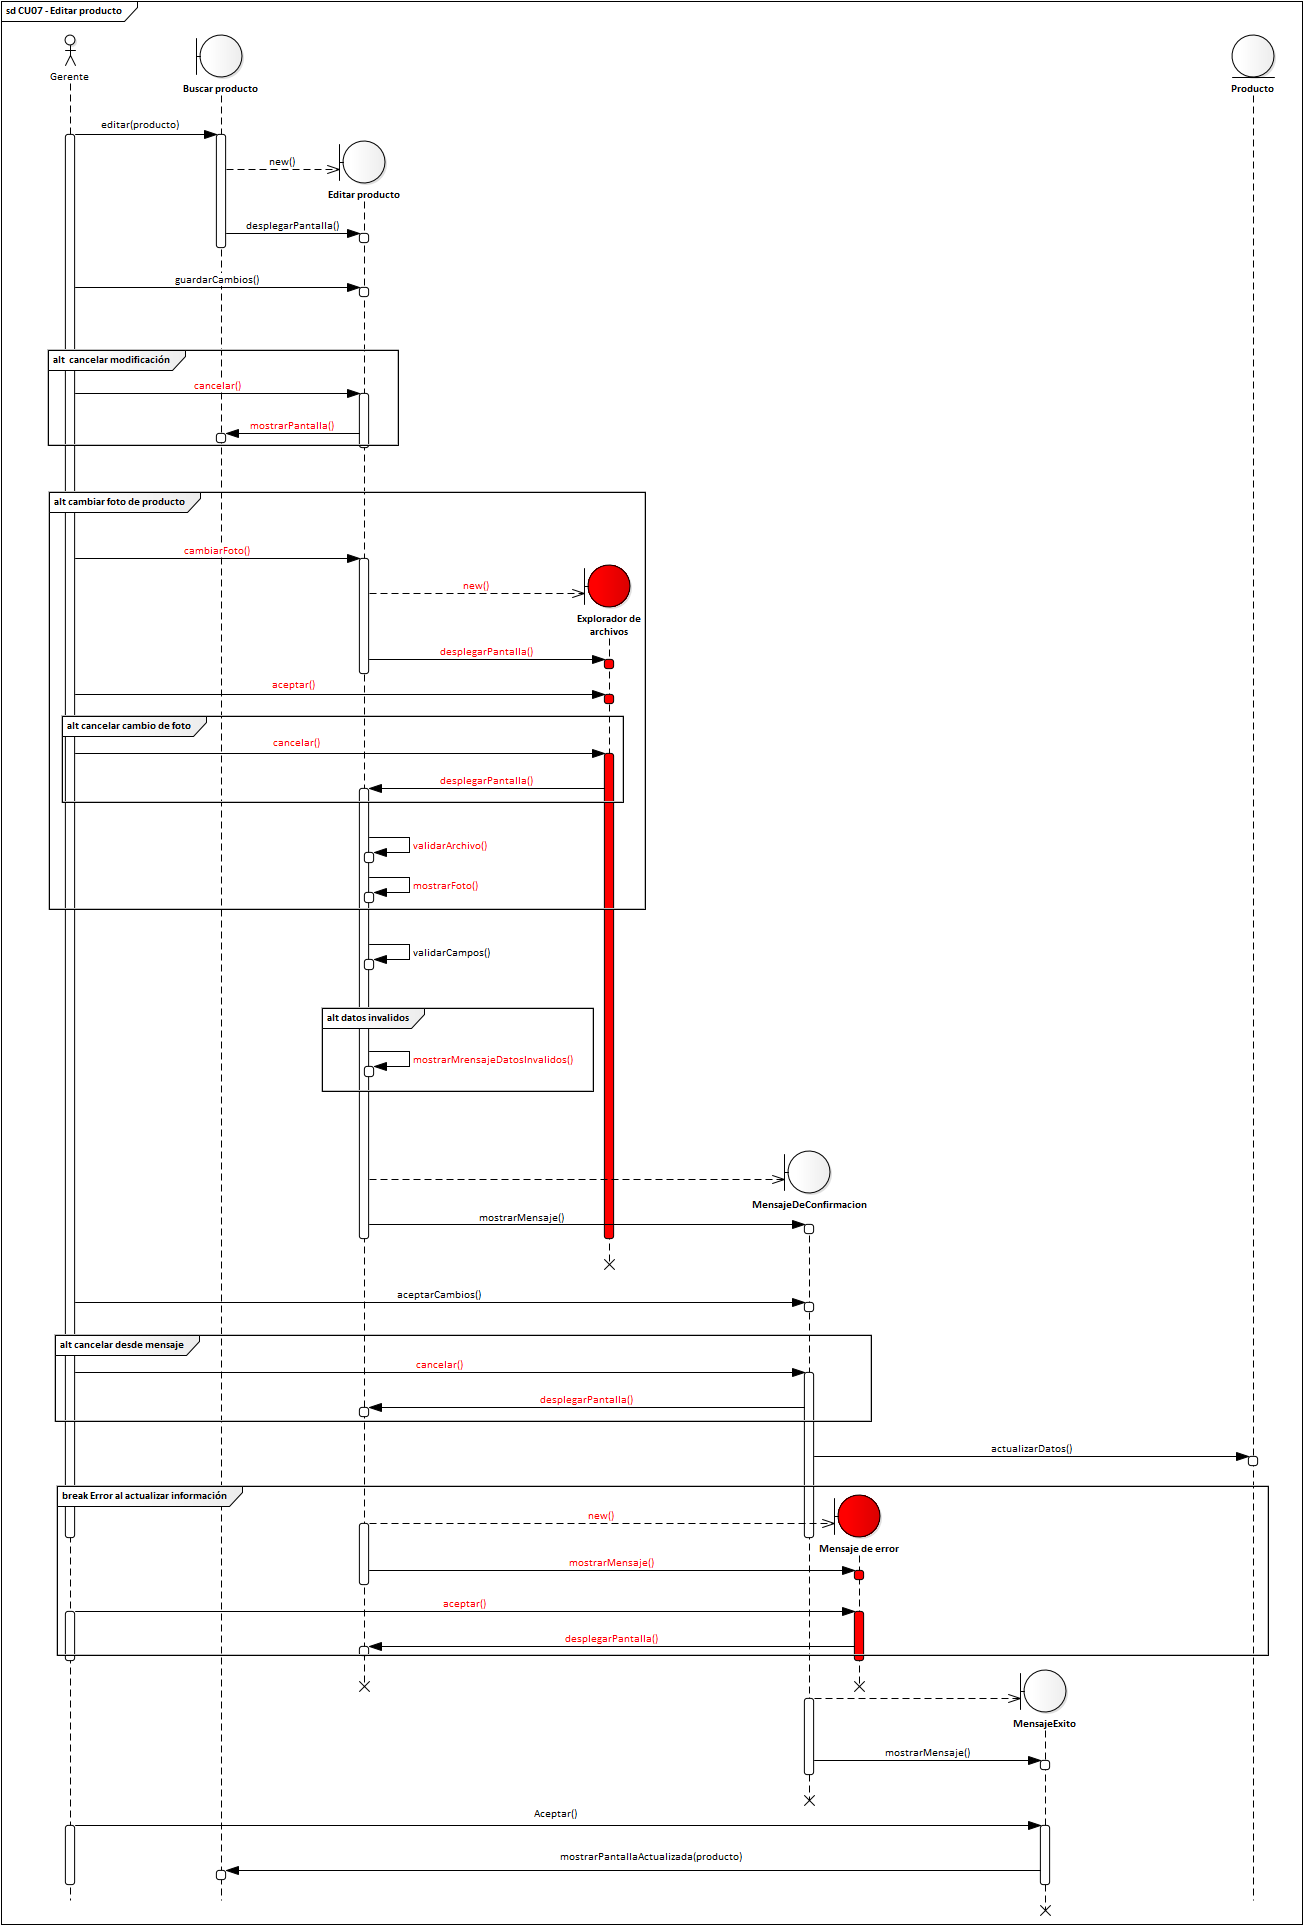 sd CU07 - Editar producto
Gerente
Buscar producto
Producto
editar(producto)
new()
Editar producto
desplegarPantalla()
guardarCambios()
alt cancelar modificación
cancelar()
mostrarPantalla()
alt cambiar foto de producto
cambiarFoto()
new()
Explorador de
archivos
desplegarPantalla()
aceptar()
alt cancelar cambio de foto
cancelar()
desplegarPantalla()
validarArchivo()
mostrarFoto()
validarCampos()
alt datos invalidos
mostrarMrensajeDatosInvalidos()
MensajeDeConfirmacion
mostrarMensaje()
aceptarCambios()
alt cancelar desde mensaje
cancelar()
desplegarPantalla()
actualizarDatos()
break Error al actualizar información
new()
Mensaje de error
mostrarMensaje()
aceptar()
desplegarPantalla()
MensajeExito
mostrarMensaje()
Aceptar()
mostrarPantallaActualizada(producto)